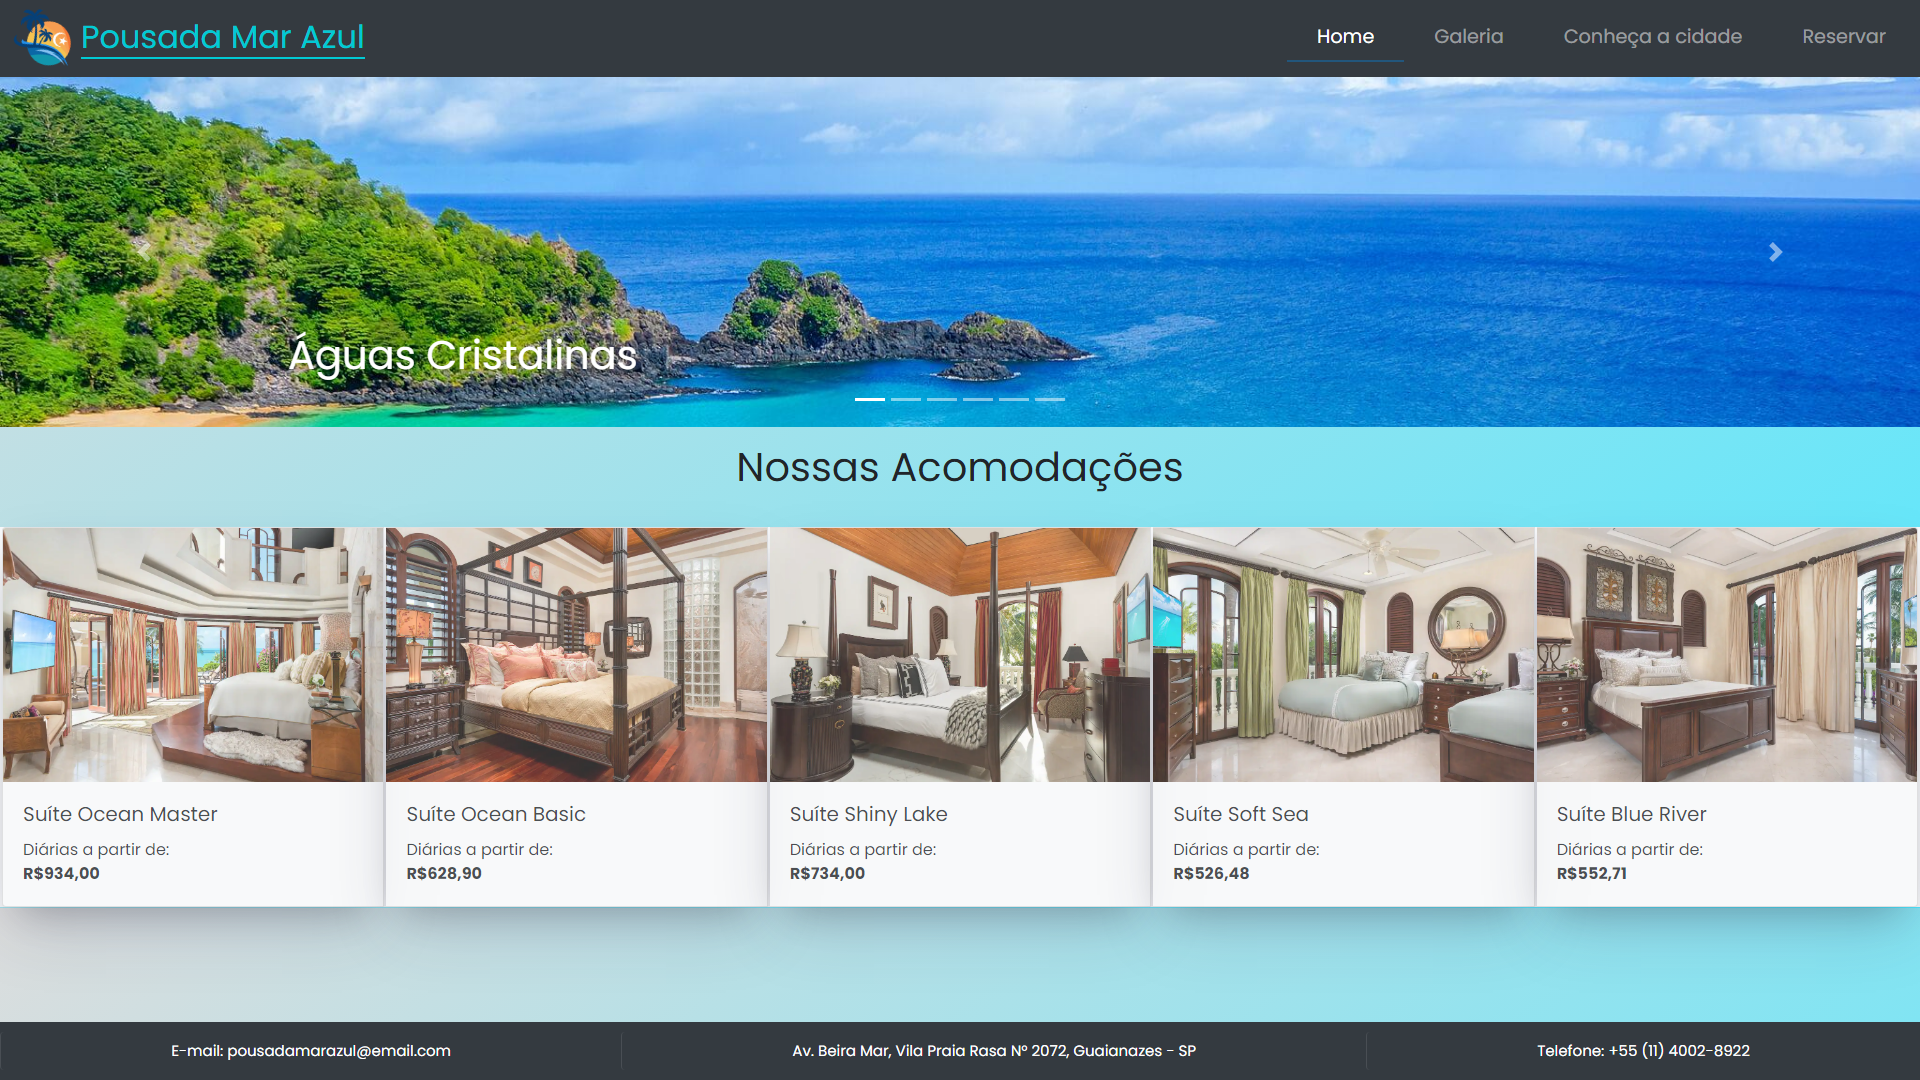 Pousada Mar Azul
Home
Galeria
Conheça a cidade
Reservar
Águas Cristalinas
Nossas Acomodações
Suíte Ocean Master
Diárias a partir de:
R$934,00
Suíte Ocean Basic
Diárias a partir de:
R$628,90
Suíte Shiny Lake
Diárias a partir de:
R$734,00
Suíte Soft Sea
Diárias a partir de:
R$526,48
Suíte Blue River
Diárias a partir de:
R$552,71
E-mail: pousadamarazul@email.com
Av. Beira Mar, Vila Praia Rasa Nº 2072, Guaianazes - SP
Telefone: +55 (11) 4002-8922